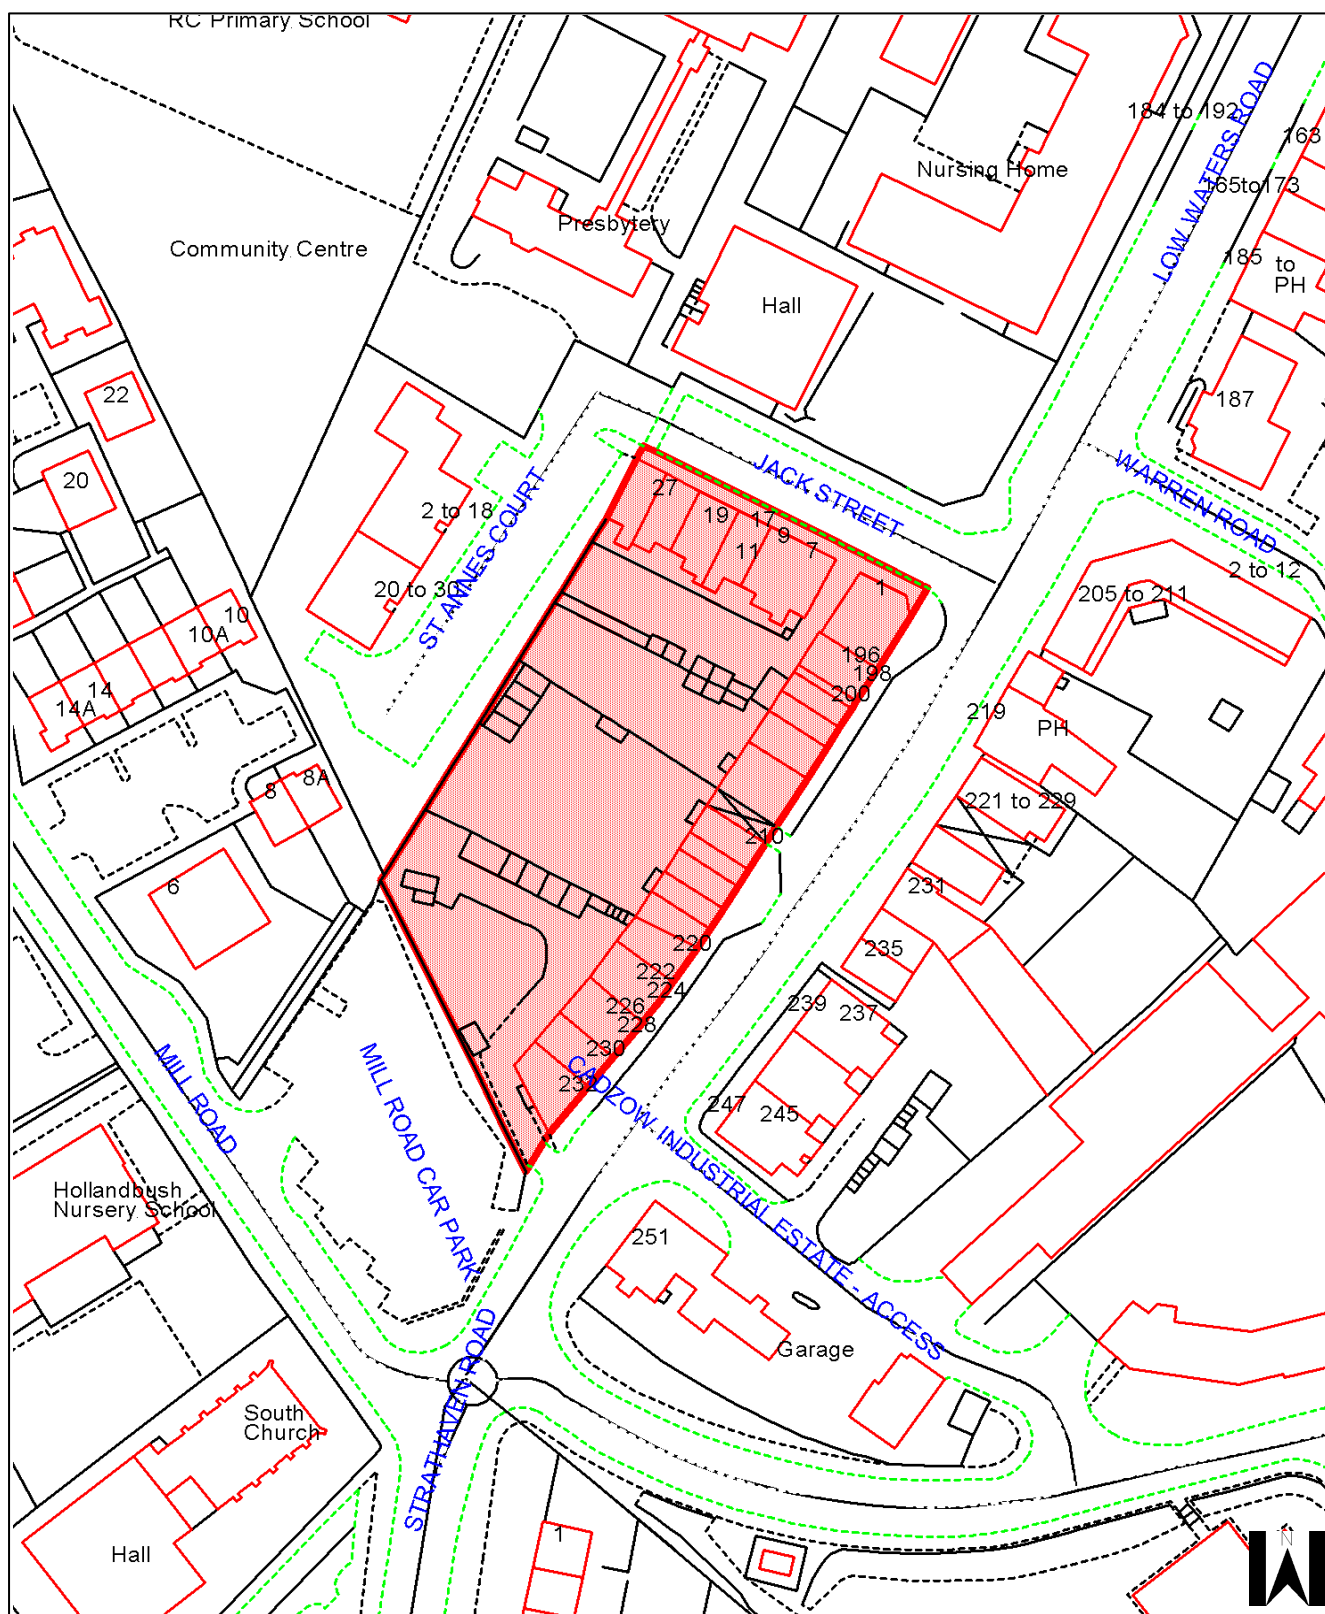 RC Primary School
184 to 192
LOW WATERS ROAD
163
Nursing Home
165to173
Presbytery
Community Centre
185 to
PH
Hall
22
187
20
27
JACK STREET
WARREN ROAD
2 to 18
19
17
9
7
11
ST. ANNES COURT
2 to 12
1
20 to 30
205 to 211
10
10A
196
198
200
14
14A
219
PH
8A
8
221 to 229
210
6
231
220
235
222
224
226
228
239
237
230
232
CADZOW INDUSTRIAL ESTATE - ACCESS
MILL ROAD
MILL ROAD CAR PARK
247
245
Hollandbush
Nursery School
251
Garage
STRATHAVEN ROAD
South
Church
1
Hall
N